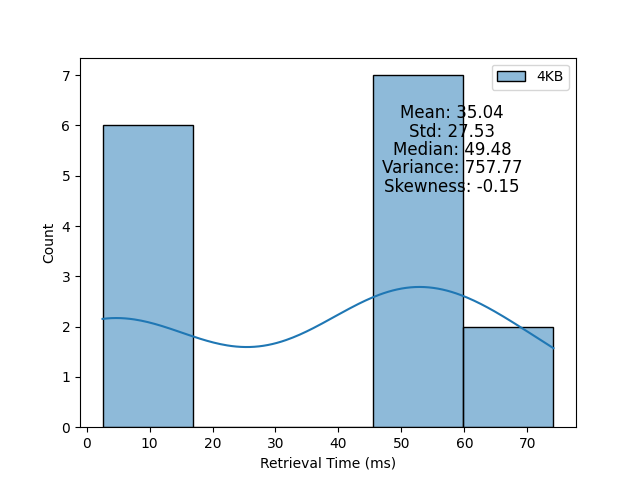 4KB
Mean: 35.04
Std: 27.53
Median: 49.48
Variance: 757.77
Skewness: -0.15
Count
7
6
5
4
3
2
1
0
0 10 20 30 40 50 60 70
Retrieval Time (ms)